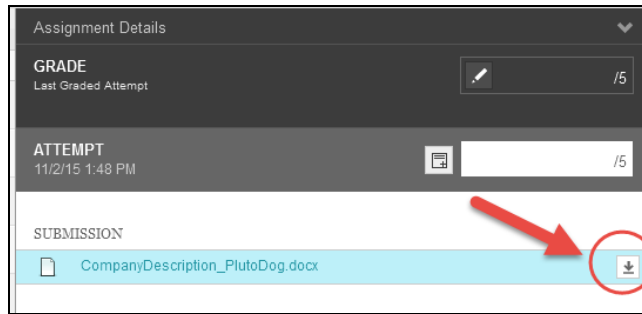 Assignment Details
GRADE
Last Graded Attempt
/5
ATTEMPT
11/2/15 1:48 PM
/5
SUBMISSION
CompanyDescription_PlutoDog.docx